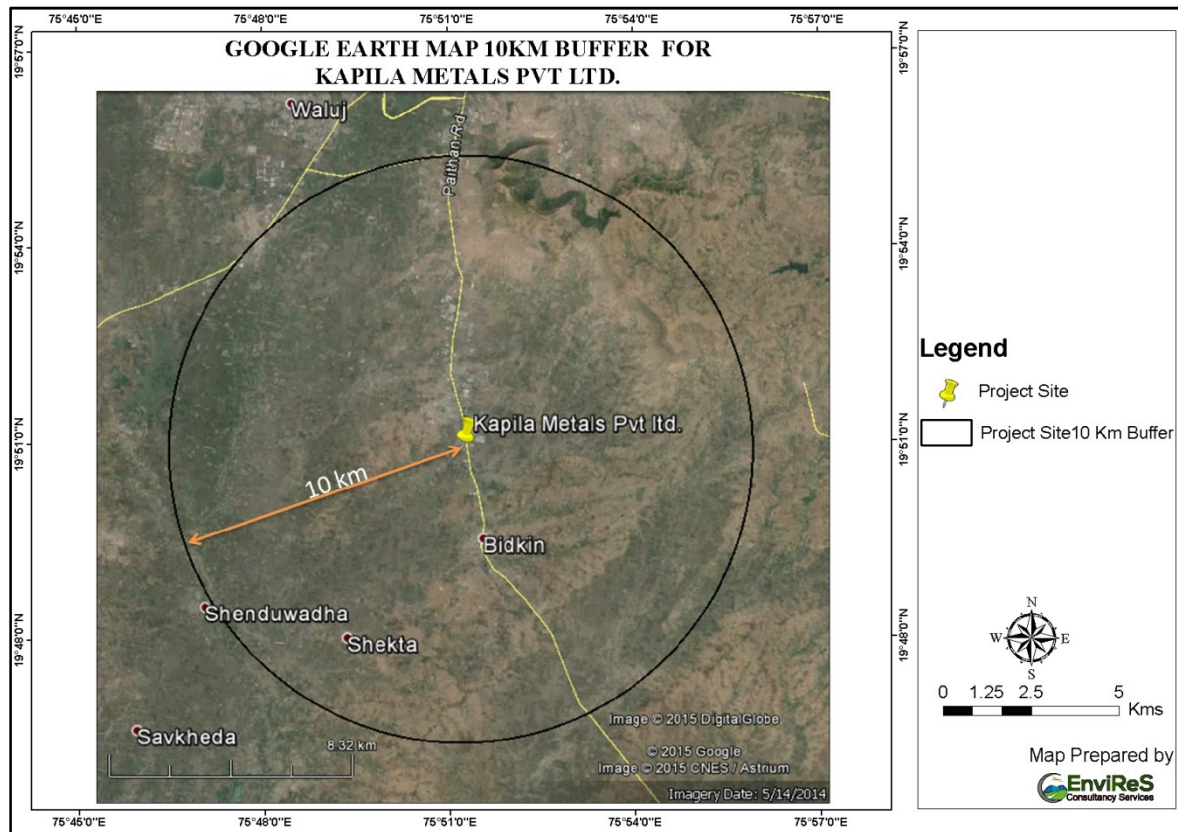 75°45'0"E 75°48'0"E 75°51'0"E 75°54'0"E 75°57'0"E
GOOGLE EARTH MAP 10KM BUFFER FOR
KAPILA METALS PVT LTD.
19°57'0"N
19°57'0"N
Waluj
Paithan Rd
19°54'0"N
19°54'0"N
Kapila Metals Pvt ltd.
19°51'0"N
19°51'0"N
10 km
Bidkin
Shenduwadha
Shekta
19°48'0"N
19°48'0"N
Savkheda
8.32 km
Image © 2015 DigitalGlobe
© 2015 Google
Image © 2015 CNES / Astrium
Imagery Date: 5/14/2014
75°45'0"E 75°48'0"E 75°51'0"E 75°54'0"E 75°57'0"E
Legend
Project Site
Project Site10 Km Buffer
N
W E
S
0 1.25 2.5 5
Kms
Map Prepared by
EnviReS
Consultancy Services